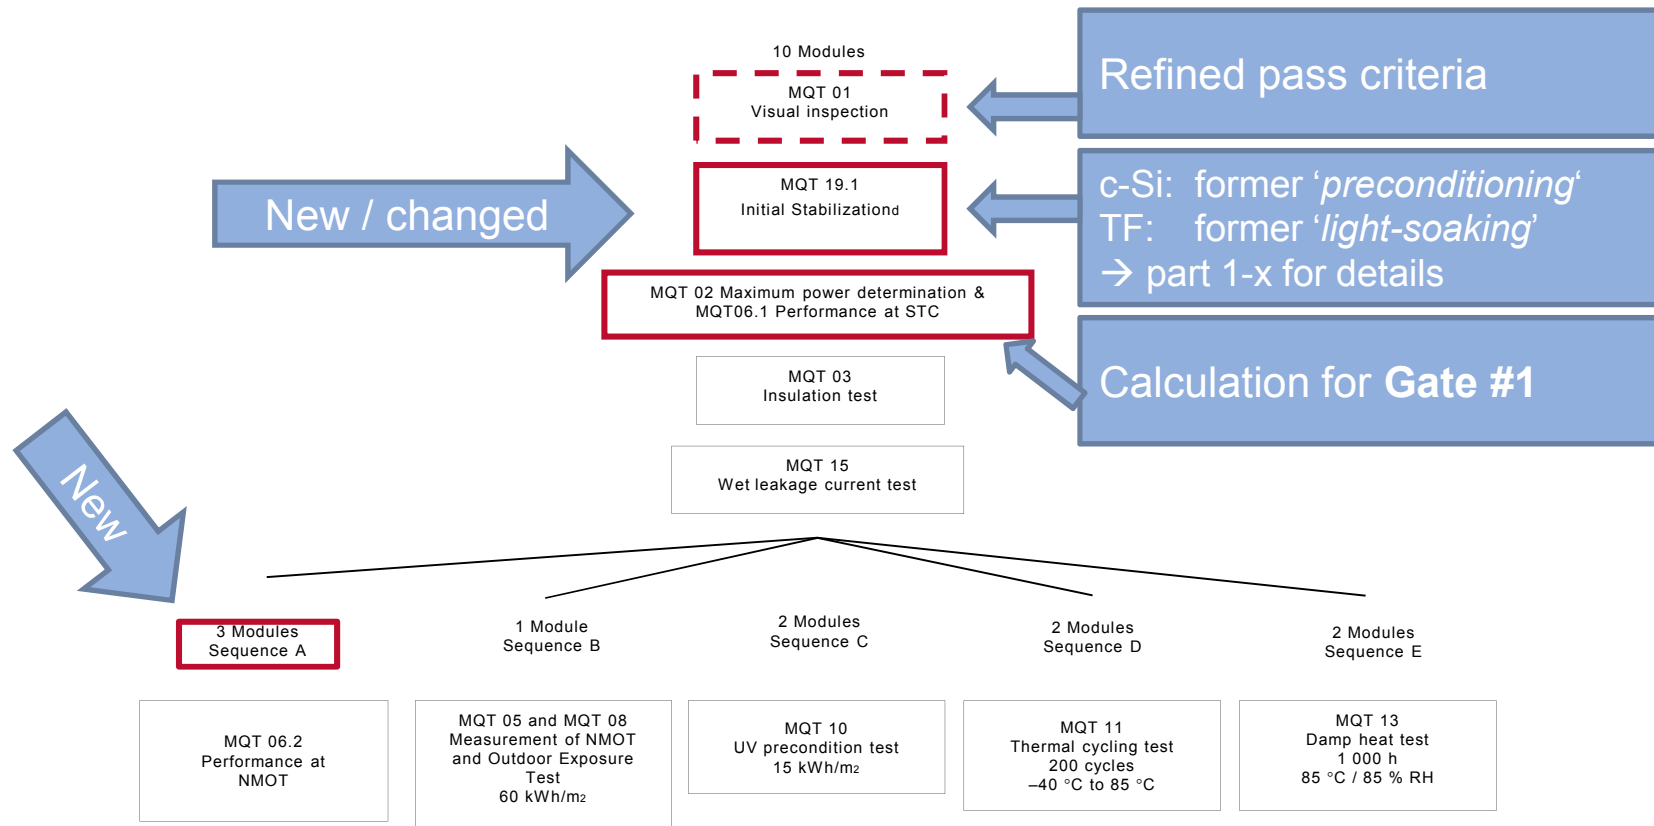 10 Modules
MQT 01
Visual inspection
Refined pass criteria
New / changed
MQT 19.1
Initial Stabilizationd
c-Si: former ‘preconditioning‘
TF: former ‘light-soaking’
→ part 1-x for details
MQT 02 Maximum power determination &
MQT06.1 Performance at STC
Calculation for Gate #1
MQT 03
Insulation test
MQT 15
Wet leakage current test
New
3 Modules
Sequence A
1 Module
Sequence B
2 Modules
Sequence C
2 Modules
Sequence D
2 Modules
Sequence E
MQT 06.2
Performance at
NMOT
MQT 05 and MQT 08
Measurement of NMOT
and Outdoor Exposure
Test
60 kWh/m2
MQT 10
UV precondition test
15 kWh/m2
MQT 11
Thermal cycling test
200 cycles
–40 °C to 85 °C
MQT 13
Damp heat test
1 000 h
85 °C / 85 % RH